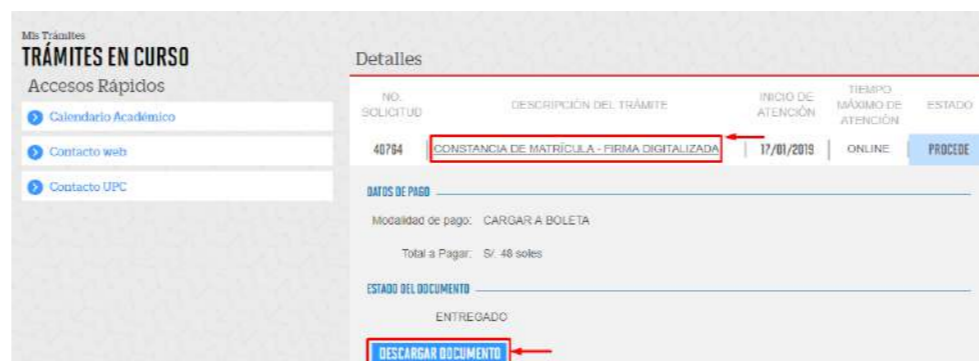 Mis Trámites
TRÁMITES EN CURSO
Accesos Rápidos
Calendario Académico
Contacto web
Contacto UPC
Detalles
NO. SOLICITUD
DESCRIPCIÓN DEL TRÁMITE
INICIO DE ATENCIÓN
TIEMPO MÁXIMO DE ATENCIÓN
ESTADO
40764
CONSTANCIA DE MATRÍCULA - FIRMA DIGITALIZADA
17/01/2019
ONLINE
PROCEDE
DATOS DE PAGO
Modalidad de pago: CARGAR A BOLETA
Total a Pagar: S/. 48 soles
ESTADO DEL DOCUMENTO
ENTREGADO
DESCARGAR DOCUMENTO